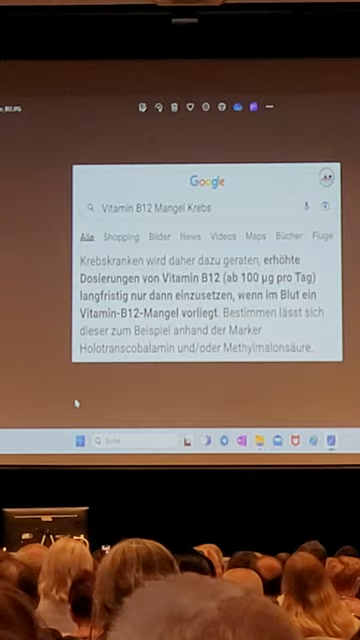 Google
Vitamin B12 Mangel Krebs
Alle Shopping Bilder News Videos Maps Bücher Flüge
Krebskranken wird daher dazu geraten, erhöhte
Dosierungen von Vitamin B12 (ab 100 µg pro Tag)
langfristig nur dann einzusetzen, wenn im Blut ein
Vitamin-B12-Mangel vorliegt. Bestimmen lässt sich
dieser zum Beispiel anhand der Marker
Holotranscobalamin und/oder Methylmalonsäure.
Suche